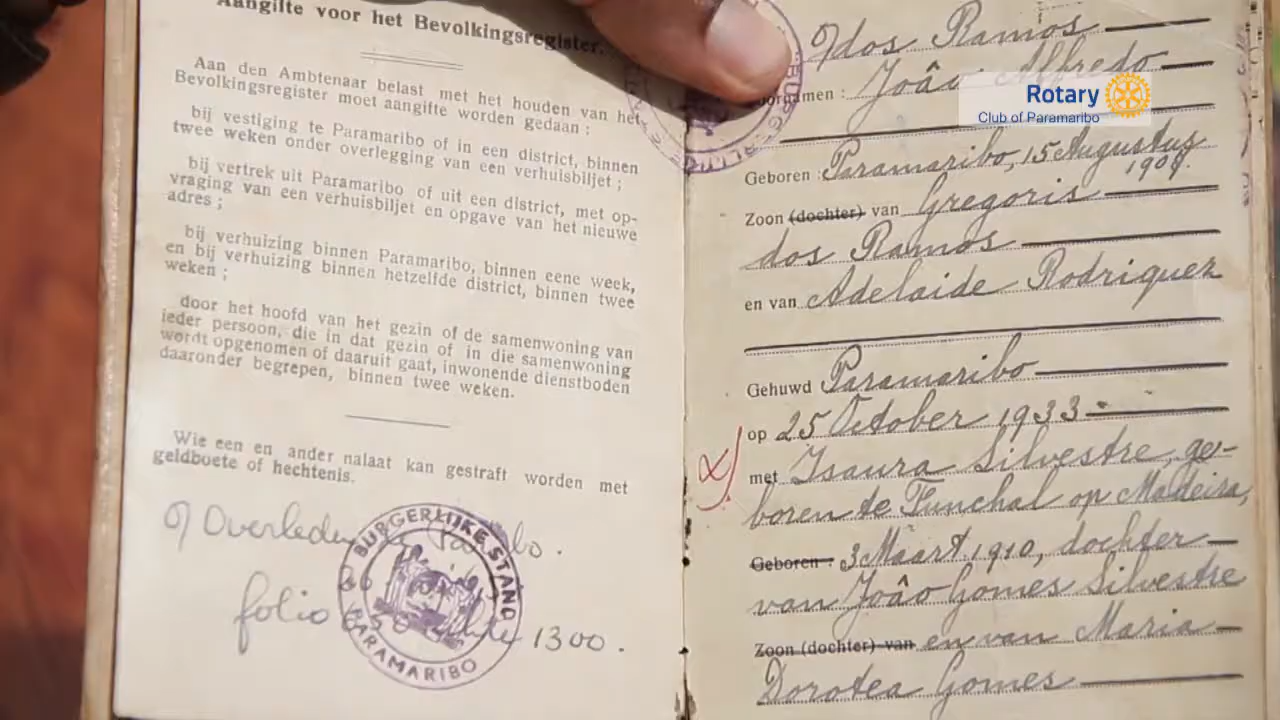 Aangifte voor het Bevolkingsregister.
Aan den Ambtenaar belast met het houden van het
Bevolkingsregister moet aangifte worden gedaan ;
bij vestiging te Paramaribo of in een district, binnen
twee weken onder overlegging van een verhuisbiljet ;
bij vertrek uit Paramaribo of uit een district, met op-
vraging van een verhuisbiljet en opgave van het nieuwe
adres ;
bij verhuizing binnen Paramaribo, binnen eene week,
en bij verhuizing binnen hetzelfde district, binnen twee
weken ;
door het hoofd van het gezin of de samenwoning van
ieder persoon, die in dat gezin of in die samenwoning
wordt opgenomen of daaruit gaat, inwonende dienstboden
daaronder begrepen, binnen twee weken.
Wie een en ander nalaat kan gestraft worden met
geldboete of hechtenis.
folio 1300.
BURGERLIJKE STAND
PARAMARIBO
dos Ramos
João Alfredo
Geboren : Paramaribo, 15 Augustus
1909.
Zoon (dochter) van Gregoris
dos Ramos
en van Adelaide Rodriguez
Gehuwd Paramaribo
op 25 October 1933
met Isaura Silvestre, ge-
boren te Funchal op Madeira,
Geboren : 3 Maart 1910, dochter
van João Gomes Silvestre
Zoon (dochter) van en van Maria
Dorotea Gomes
Rotary
Club of Paramaribo